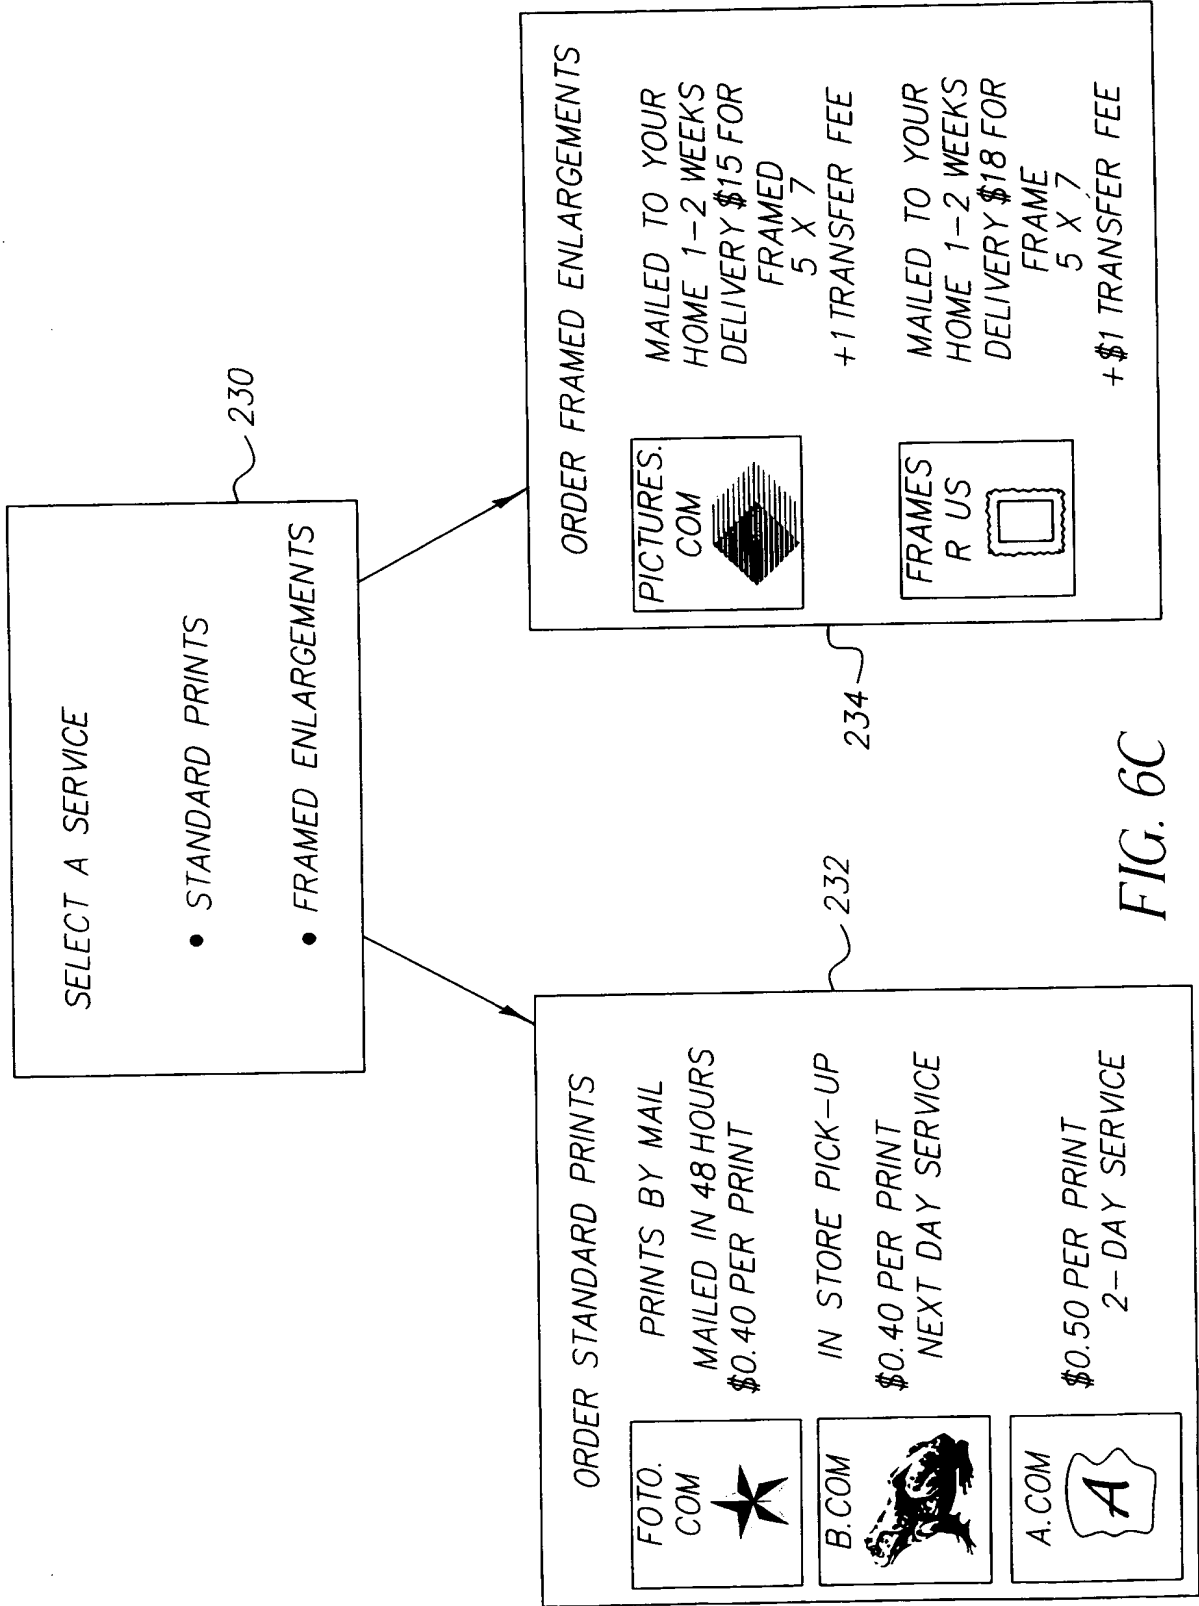 SELECT A SERVICE
• STANDARD PRINTS
• FRAMED ENLARGEMENTS
230
ORDER STANDARD PRINTS
FOTO.
COM
PRINTS BY MAIL
MAILED IN 48 HOURS
$0.40 PER PRINT
B.COM
IN STORE PICK-UP
$0.40 PER PRINT
NEXT DAY SERVICE
A.COM
A
$0.50 PER PRINT
2-DAY SERVICE
232
ORDER FRAMED ENLARGEMENTS
PICTURES.
COM
MAILED TO YOUR
HOME 1-2 WEEKS
DELIVERY $15 FOR
FRAMED
5 X 7
+1 TRANSFER FEE
FRAMES
R US
MAILED TO YOUR
HOME 1-2 WEEKS
DELIVERY $18 FOR
FRAME
5 X 7
+$1 TRANSFER FEE
234
FIG. 6C